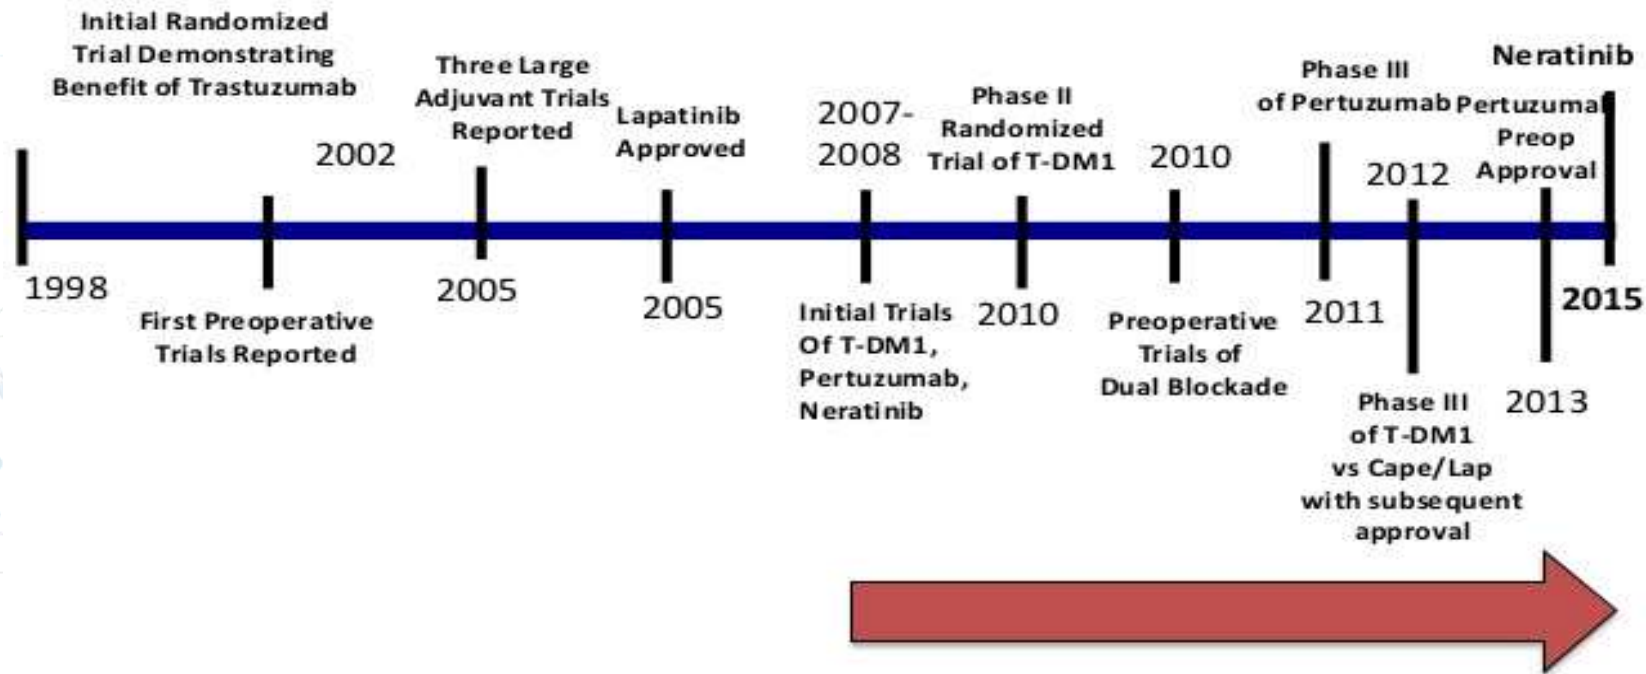 Initial Randomized
Trial Demonstrating
Benefit of Trastuzumab
1998
2002
First Preoperative
Trials Reported
Three Large
Adjuvant Trials
Reported
2005
Lapatinib
Approved
2005
2007-
2008
Initial Trials
Of T-DM1,
Pertuzumab,
Neratinib
Phase II
Randomized
Trial of T-DM1
2010
2010
Preoperative
Trials of
Dual Blockade
Phase III
of Pertuzumab
2011
2012
Phase III
of T-DM1
vs Cape/Lap
with subsequent
approval
Pertuzuma
Preop
Approval
2013
Neratinib
2015